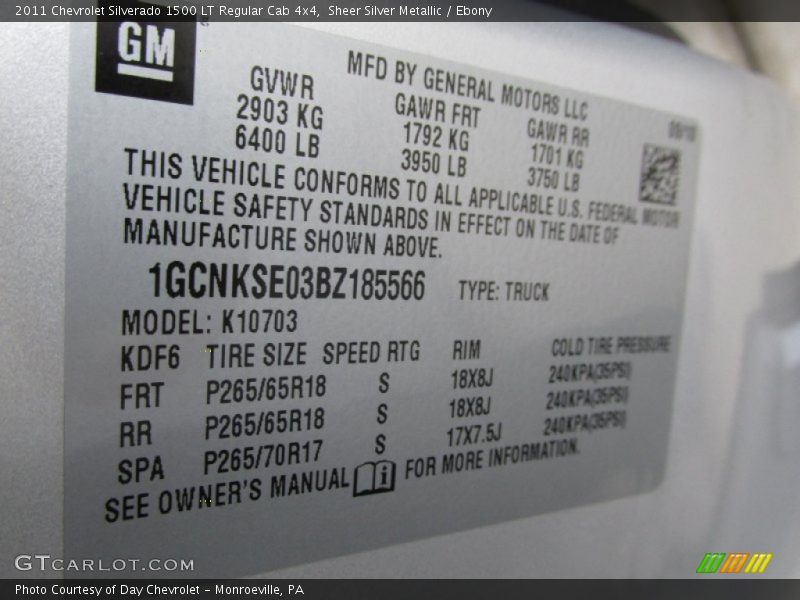 2011 Chevrolet Silverado 1500 LT Regular Cab 4x4, Sheer Silver Metallic / Ebony
GM
MFD BY GENERAL MOTORS LLC
GVWR GAWR FRT GAWR RR 09/10
2903 KG 1792 KG 1701 KG
6400 LB 3950 LB 3750 LB
THIS VEHICLE CONFORMS TO ALL APPLICABLE U.S. FEDERAL MOTOR
VEHICLE SAFETY STANDARDS IN EFFECT ON THE DATE OF
MANUFACTURE SHOWN ABOVE.
1GCNKSE03BZ185566 TYPE: TRUCK
MODEL: K10703
KDF6 TIRE SIZE SPEED RTG RIM COLD TIRE PRESSURE
FRT P265/65R18 S 18X8J 240KPA(35PSI)
RR P265/65R18 S 18X8J 240KPA(35PSI)
SPA P265/70R17 S 17X7.5J 240KPA(35PSI)
SEE OWNER'S MANUAL i FOR MORE INFORMATION.
GTCARLOT.COM
Photo Courtesy of Day Chevrolet – Monroeville, PA